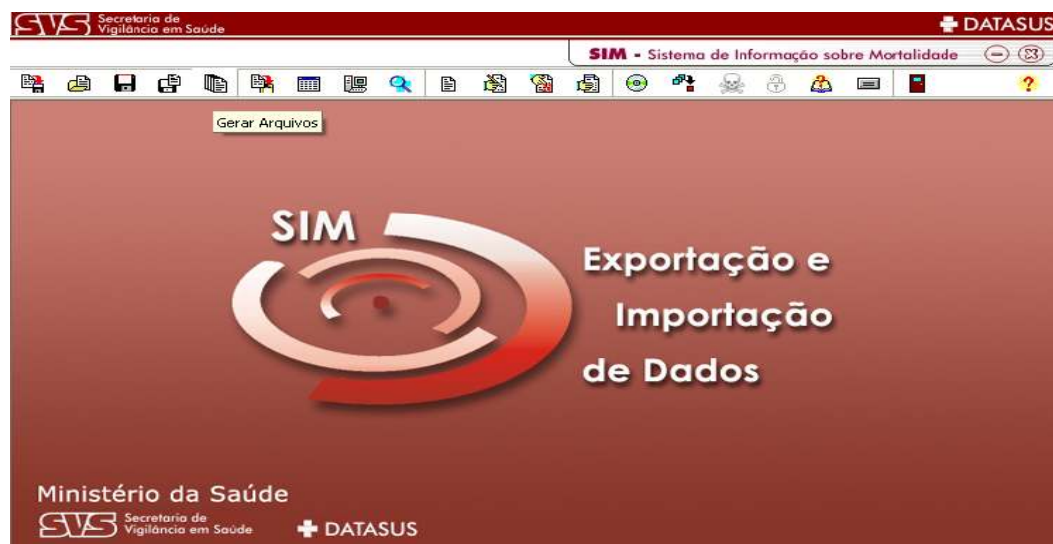 SVS Secretaria de
Vigilância em Saúde
DATASUS
SIM - Sistema de Informação sobre Mortalidade
?
Gerar Arquivos
SIM
Exportação e
Importação
de Dados
Ministério da Saúde
SVS Secretaria de
Vigilância em Saúde
DATASUS